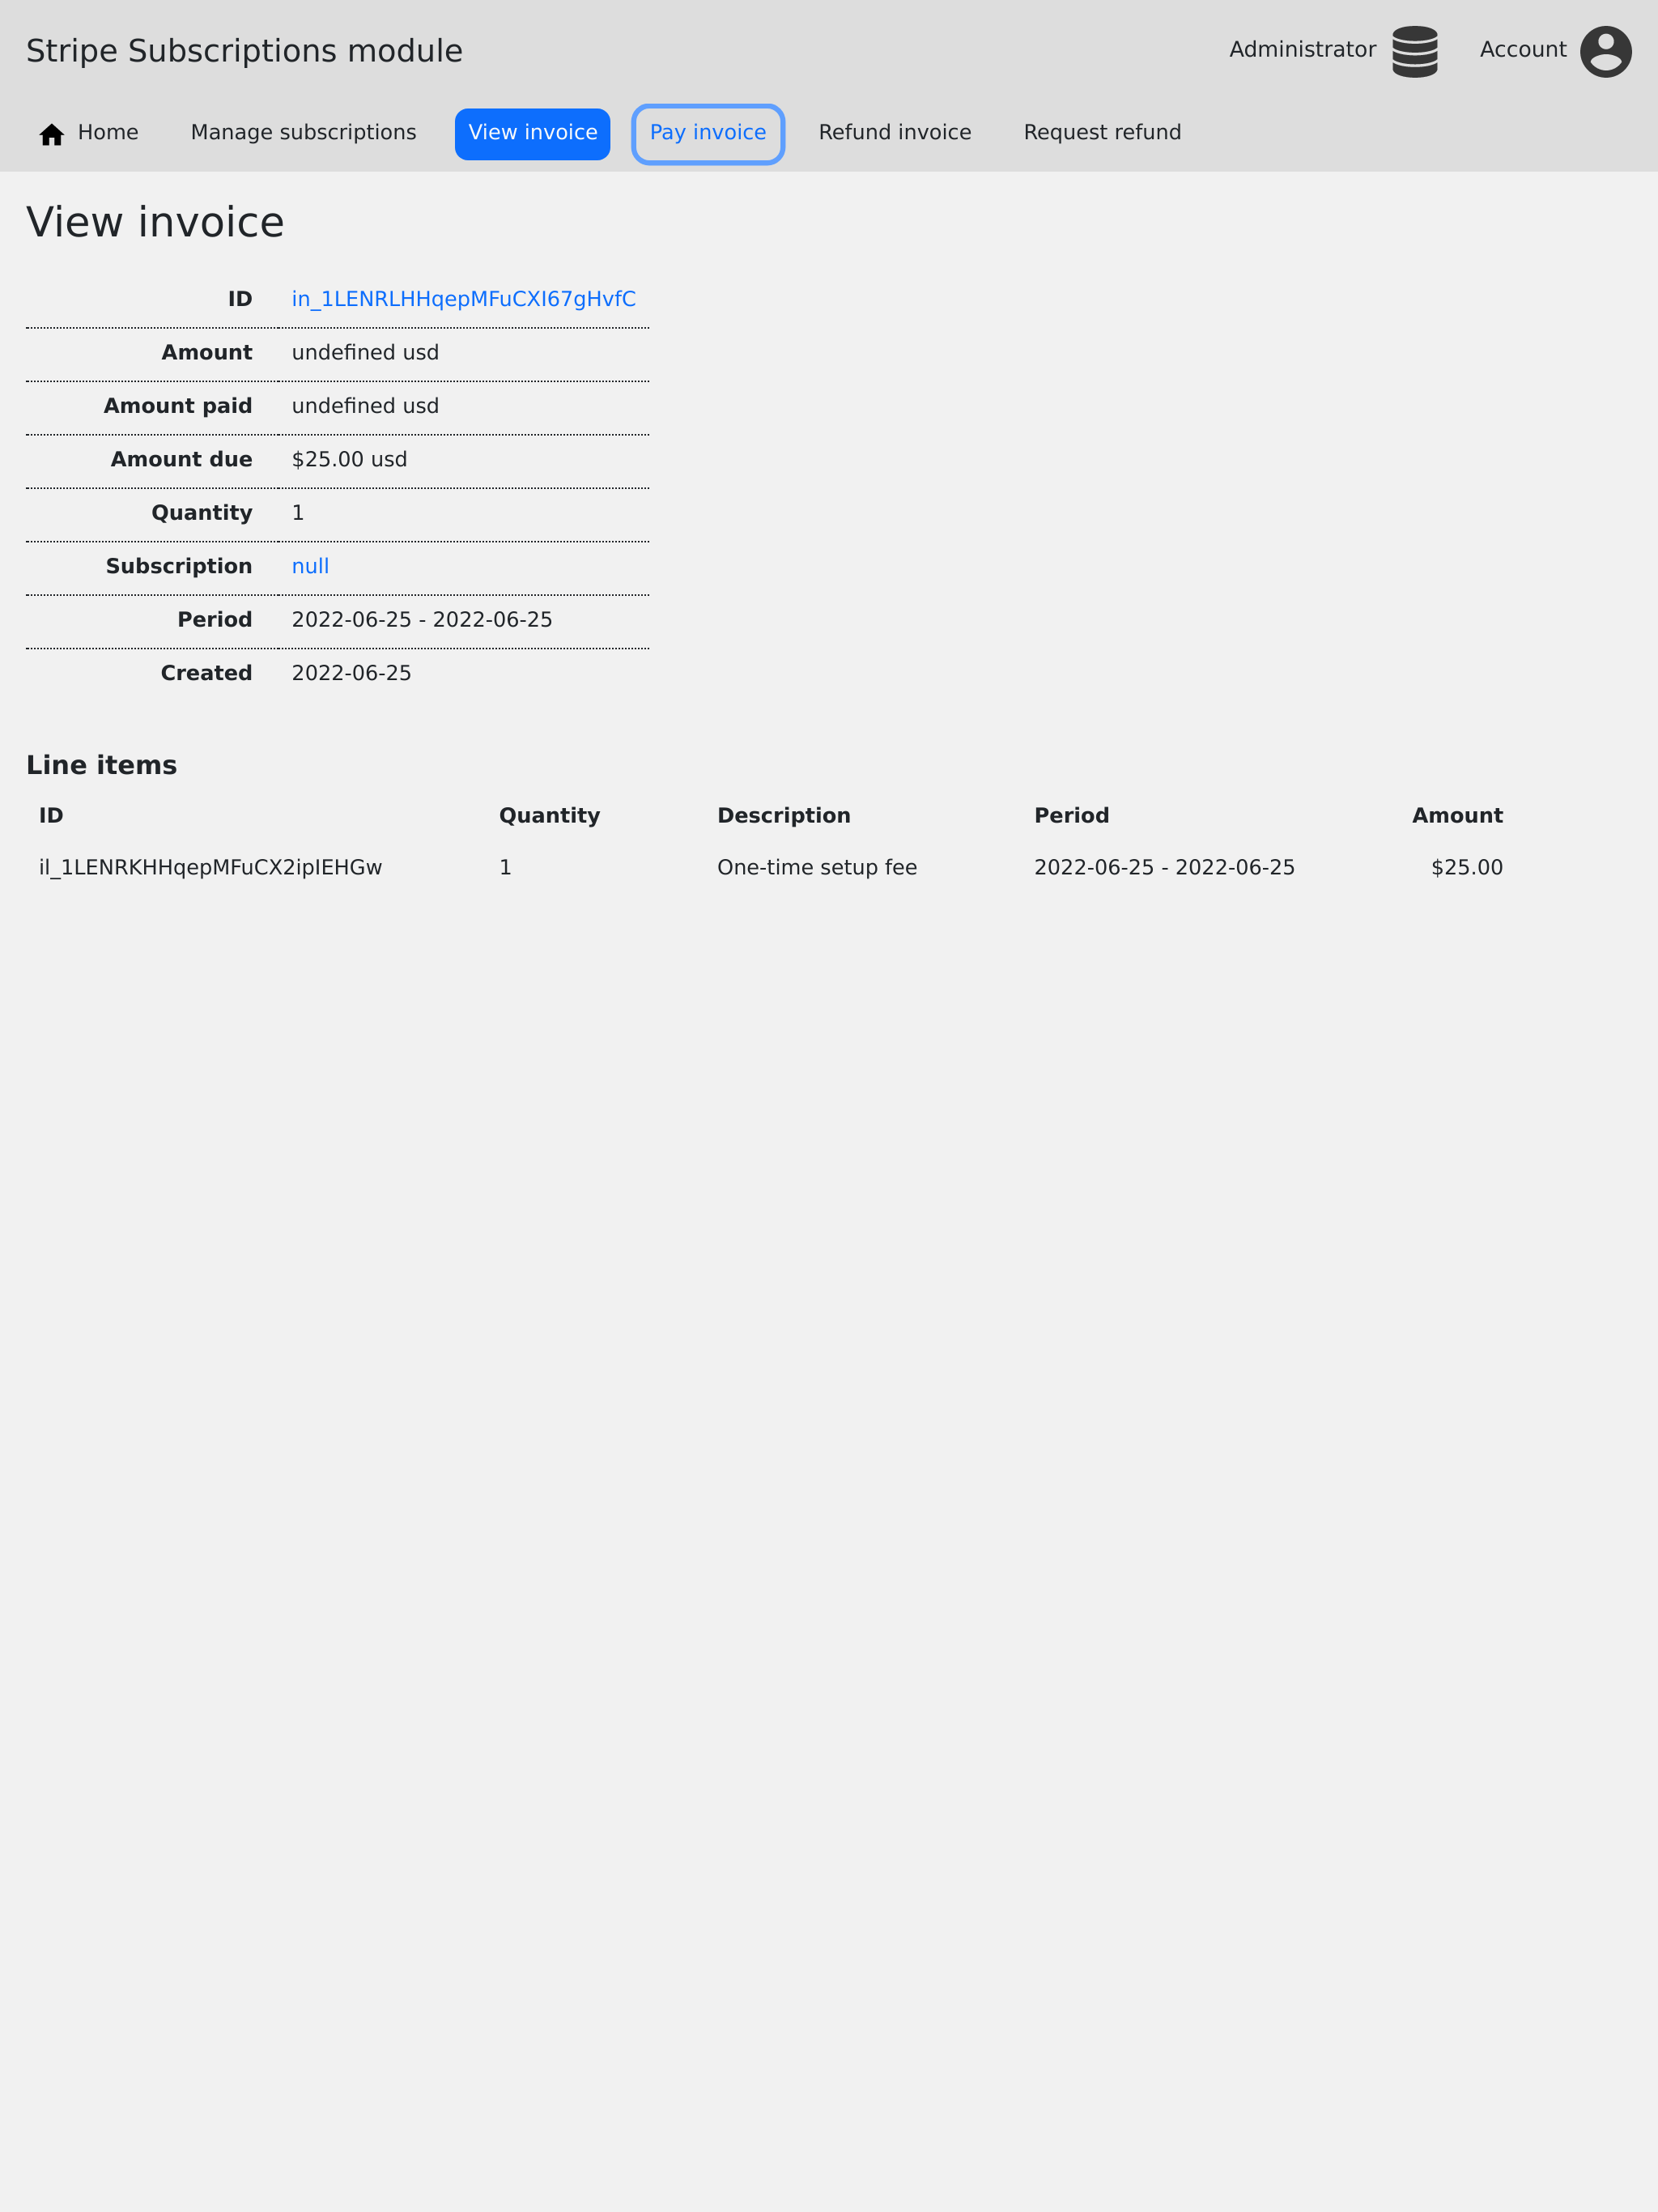 Stripe Subscriptions module
Administrator
Account
Home
Manage subscriptions
View invoice
Pay invoice
Refund invoice
Request refund
View invoice
ID in_1LENRLHHqepMFuCXI67gHvfC
Amount undefined usd
Amount paid undefined usd
Amount due $25.00 usd
Quantity 1
Subscription null
Period 2022-06-25 - 2022-06-25
Created 2022-06-25
Line items
ID Quantity Description Period Amount
il_1LENRKHHqepMFuCX2ipIEHGw 1 One-time setup fee 2022-06-25 - 2022-06-25 $25.00